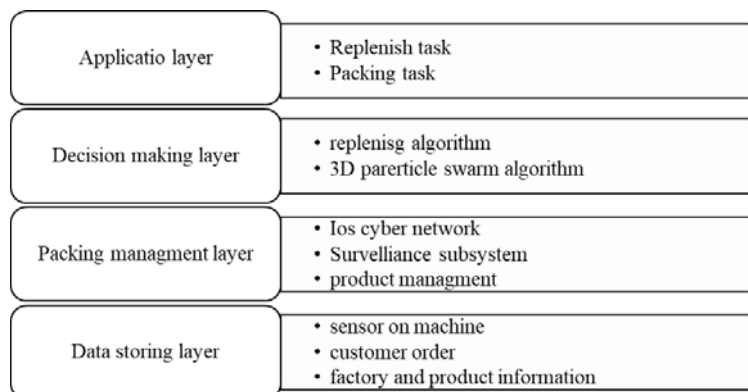 Applicatio layer
• Replenish task
• Packing task
Decision making layer
• replenisg algorithm
• 3D parerticle swarm algorithm
Packing managment layer
• Ios cyber network
• Survelliance subsystem
• product managment
Data storing layer
• sensor on machine
• customer order
• factory and product information